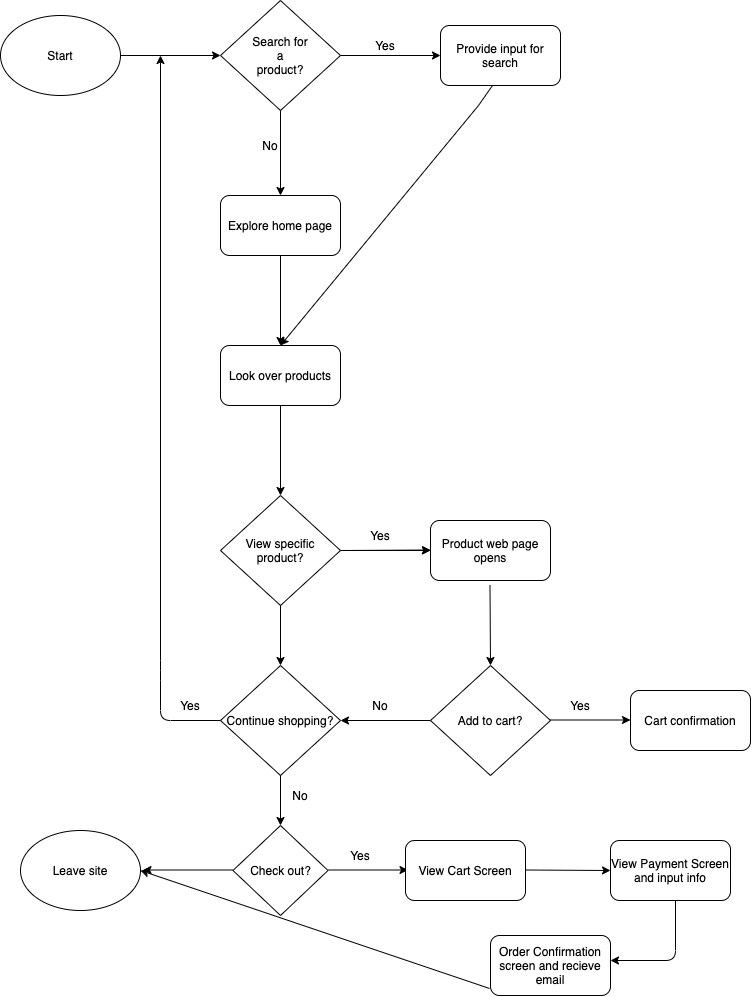 Start
Search for
a
product?
Yes
Provide input for
search
No
Explore home page
Look over products
View specific
product?
Yes
Product web page
opens
Yes
Continue shopping?
No
Add to cart?
Yes
Cart confirmation
No
Leave site
Check out?
Yes
View Cart Screen
View Payment Screen
and input info
Order Confirmation
screen and recieve
email